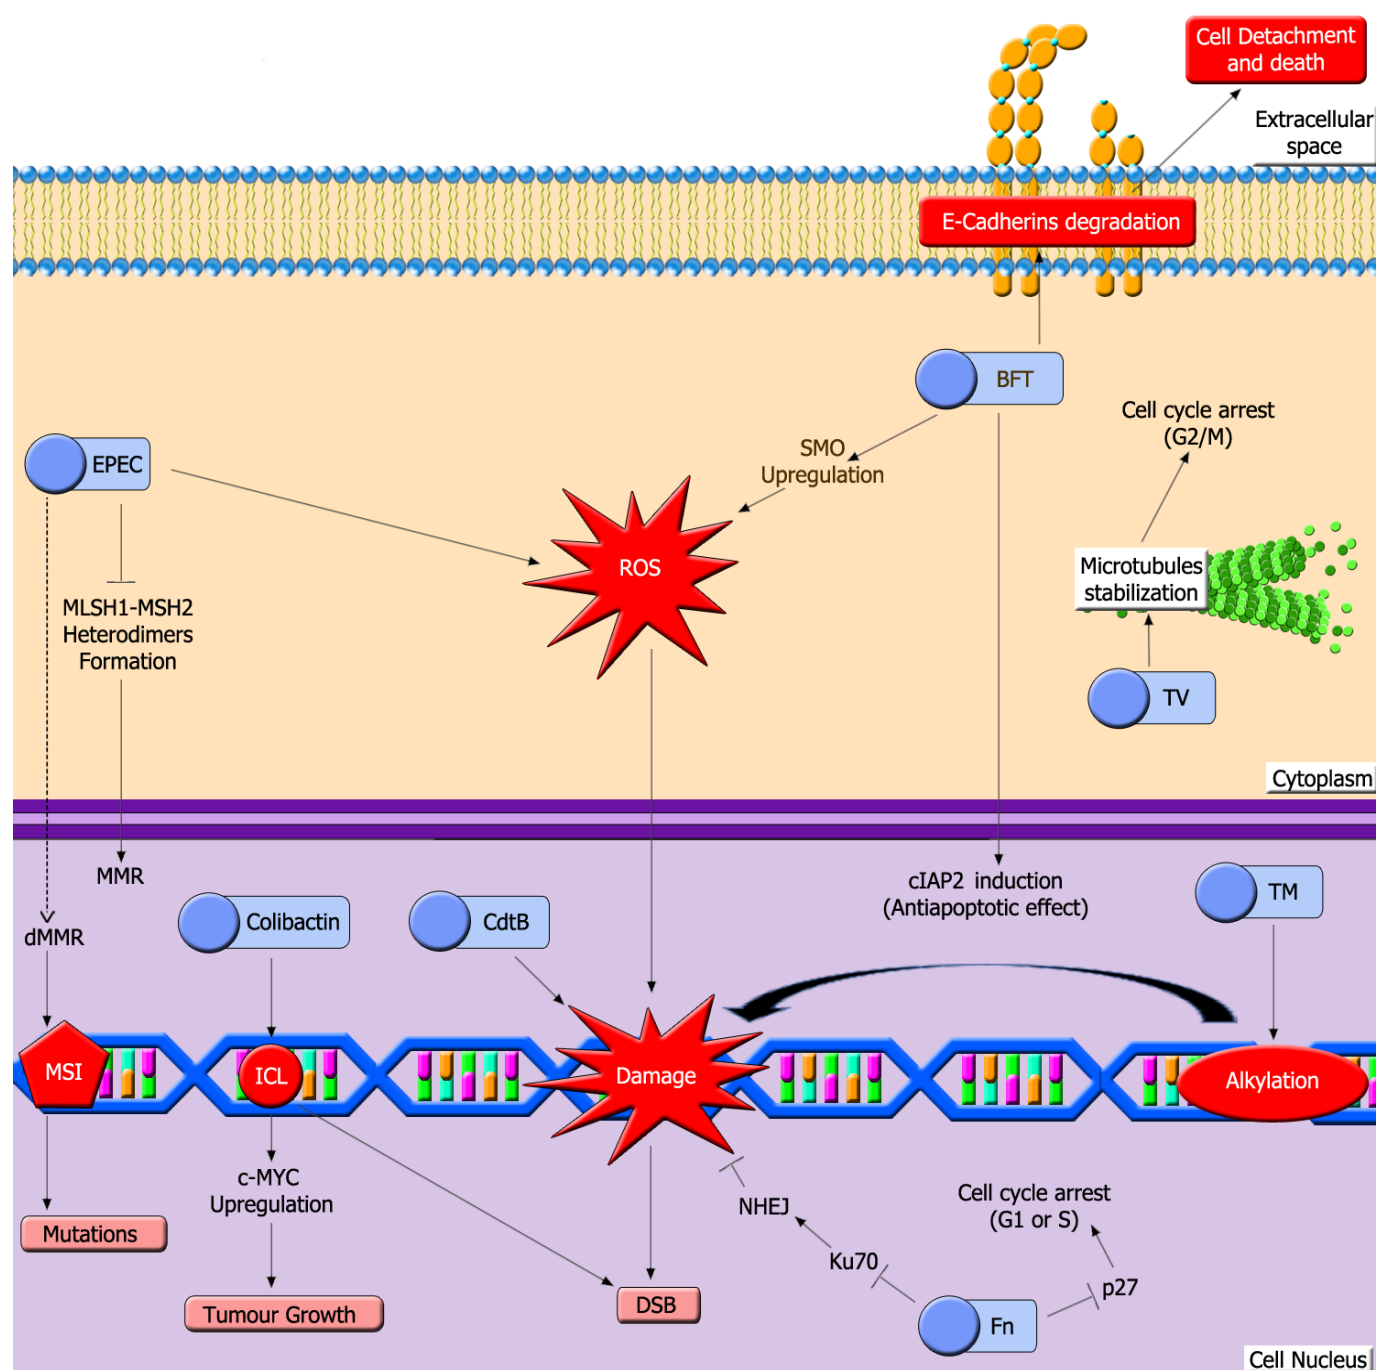 Cell Detachment
and death
Extracellular
space
E-Cadherins degradation
BFT
Cell cycle arrest
(G2/M)
SMO
Upregulation
EPEC
ROS
Microtubules
stabilization
MLSH1-MSH2
Heterodimers
Formation
TV
Cytoplasm
MMR
cIAP2 induction
(Antiapoptotic effect)
TM
Colibactin
CdtB
dMMR
MSI
ICL
Damage
Alkylation
c-MYC
Upregulation
NHEJ
Cell cycle arrest
(G1 or S)
Mutations
Ku70
p27
Tumour Growth
DSB
Fn
Cell Nucleus